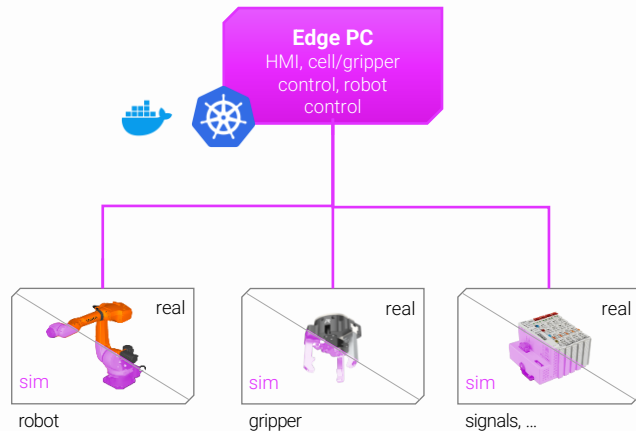 Edge PC
HMI, cell/gripper
control, robot
control
real
sim
robot
real
sim
gripper
real
sim
signals, ...